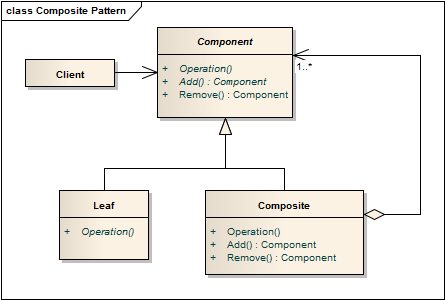 class Composite Pattern
Component
+ Operation()
+ Add() : Component
+ Remove() : Component
Client
1..*
Leaf
+ Operation()
Composite
+ Operation()
+ Add() : Component
+ Remove() : Component